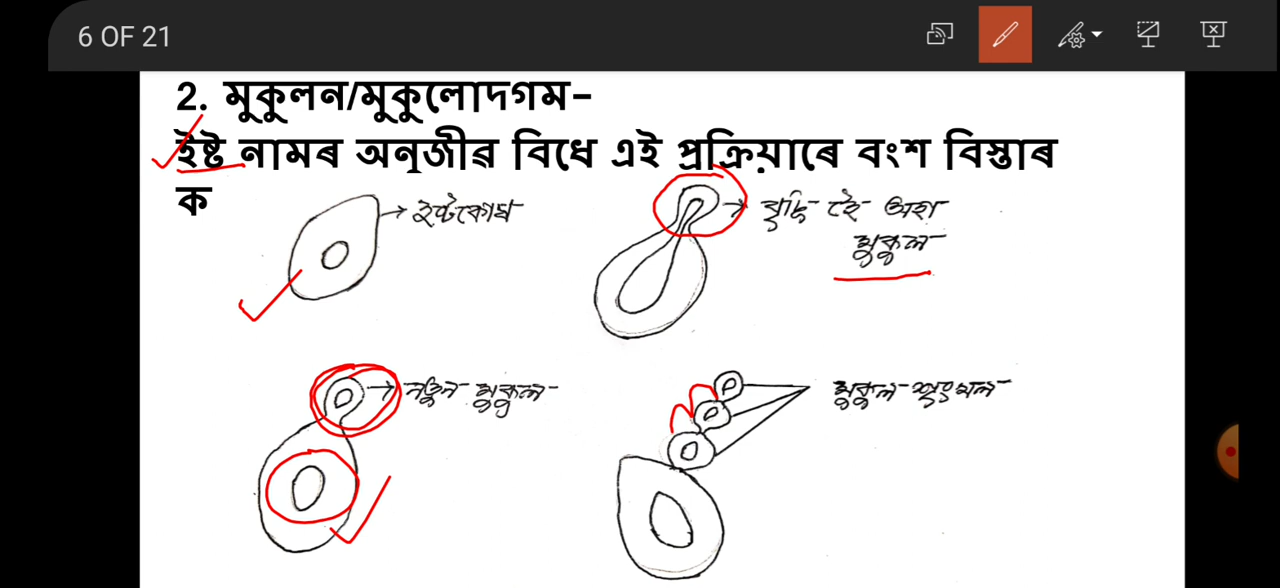 6 OF 21
2. মুকুলন/মুকুলোদগম–
ইষ্ট নামৰ অনুজীৱ বিধে এই প্ৰক্ৰিয়াৰে বংশ বিস্তাৰ
ক
ইষ্টকোষ
বৃদ্ধি হৈ অহা
মুকুল
নতুন মুকুল
মুকুল শৃংখল